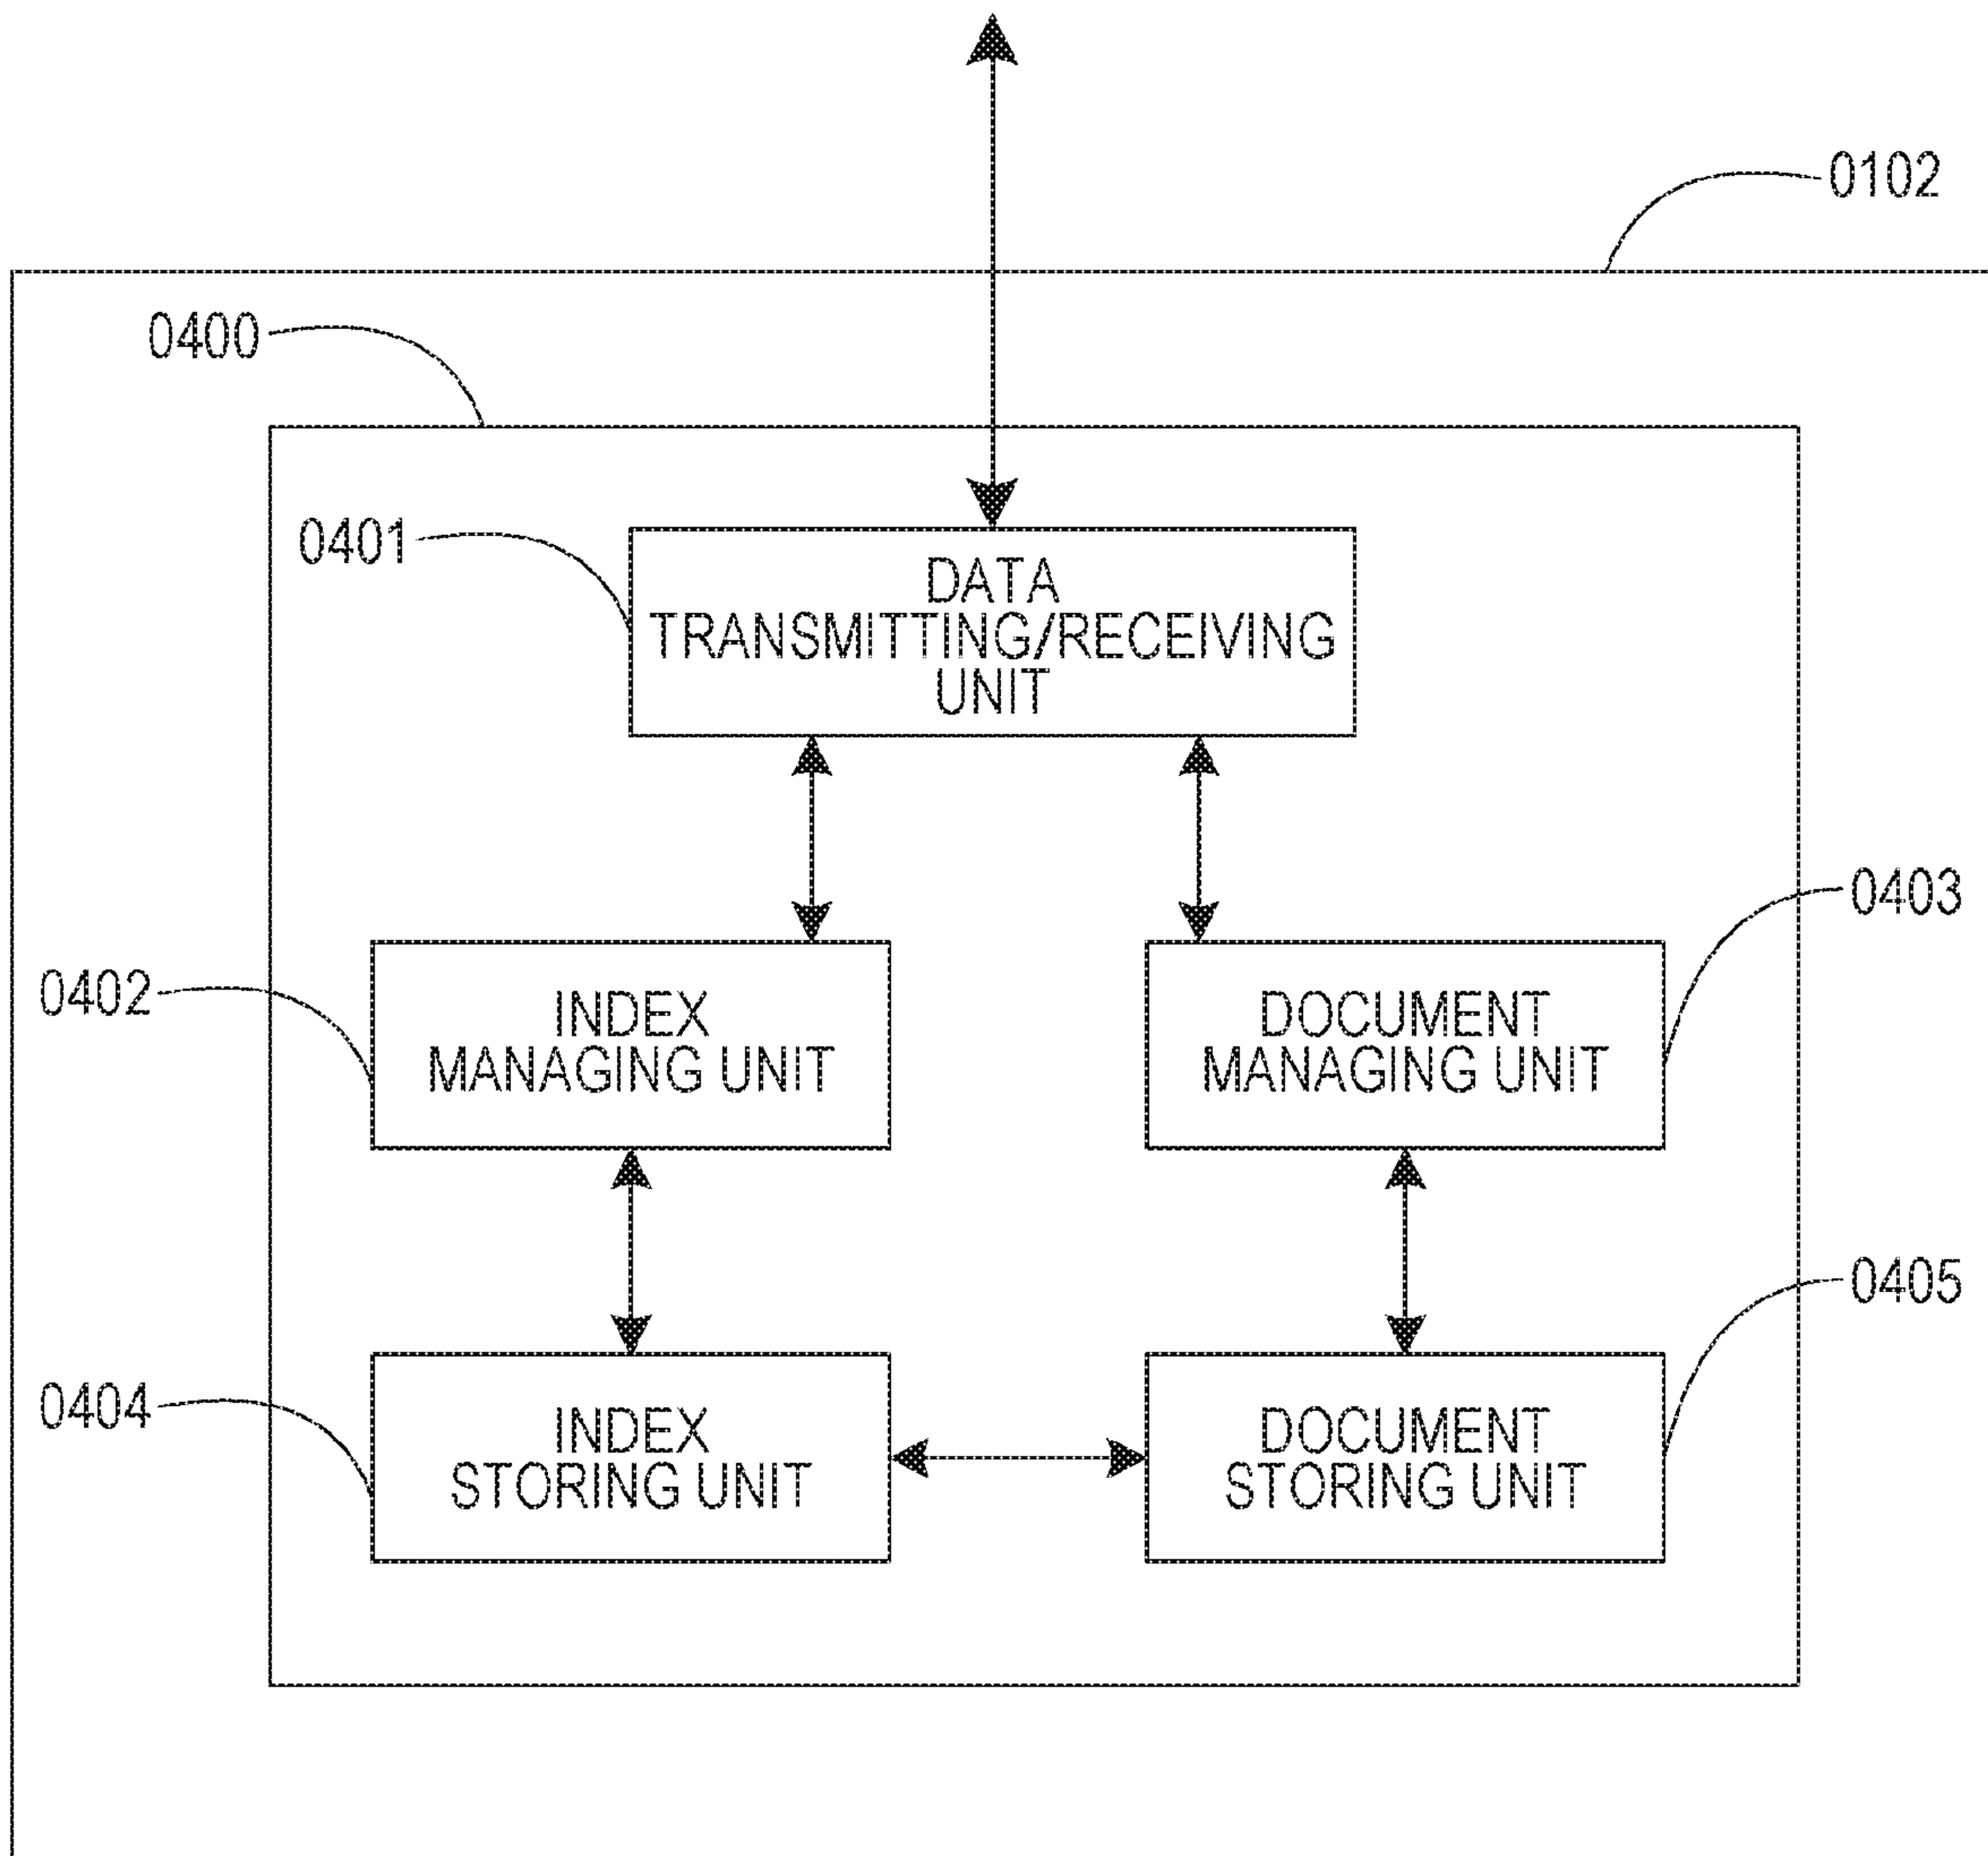 0102
0400
0401
DATA
TRANSMITTING/RECEIVING
UNIT
0403
0402
INDEX
MANAGING UNIT
DOCUMENT
MANAGING UNIT
0405
0404
INDEX
STORING UNIT
DOCUMENT
STORING UNIT